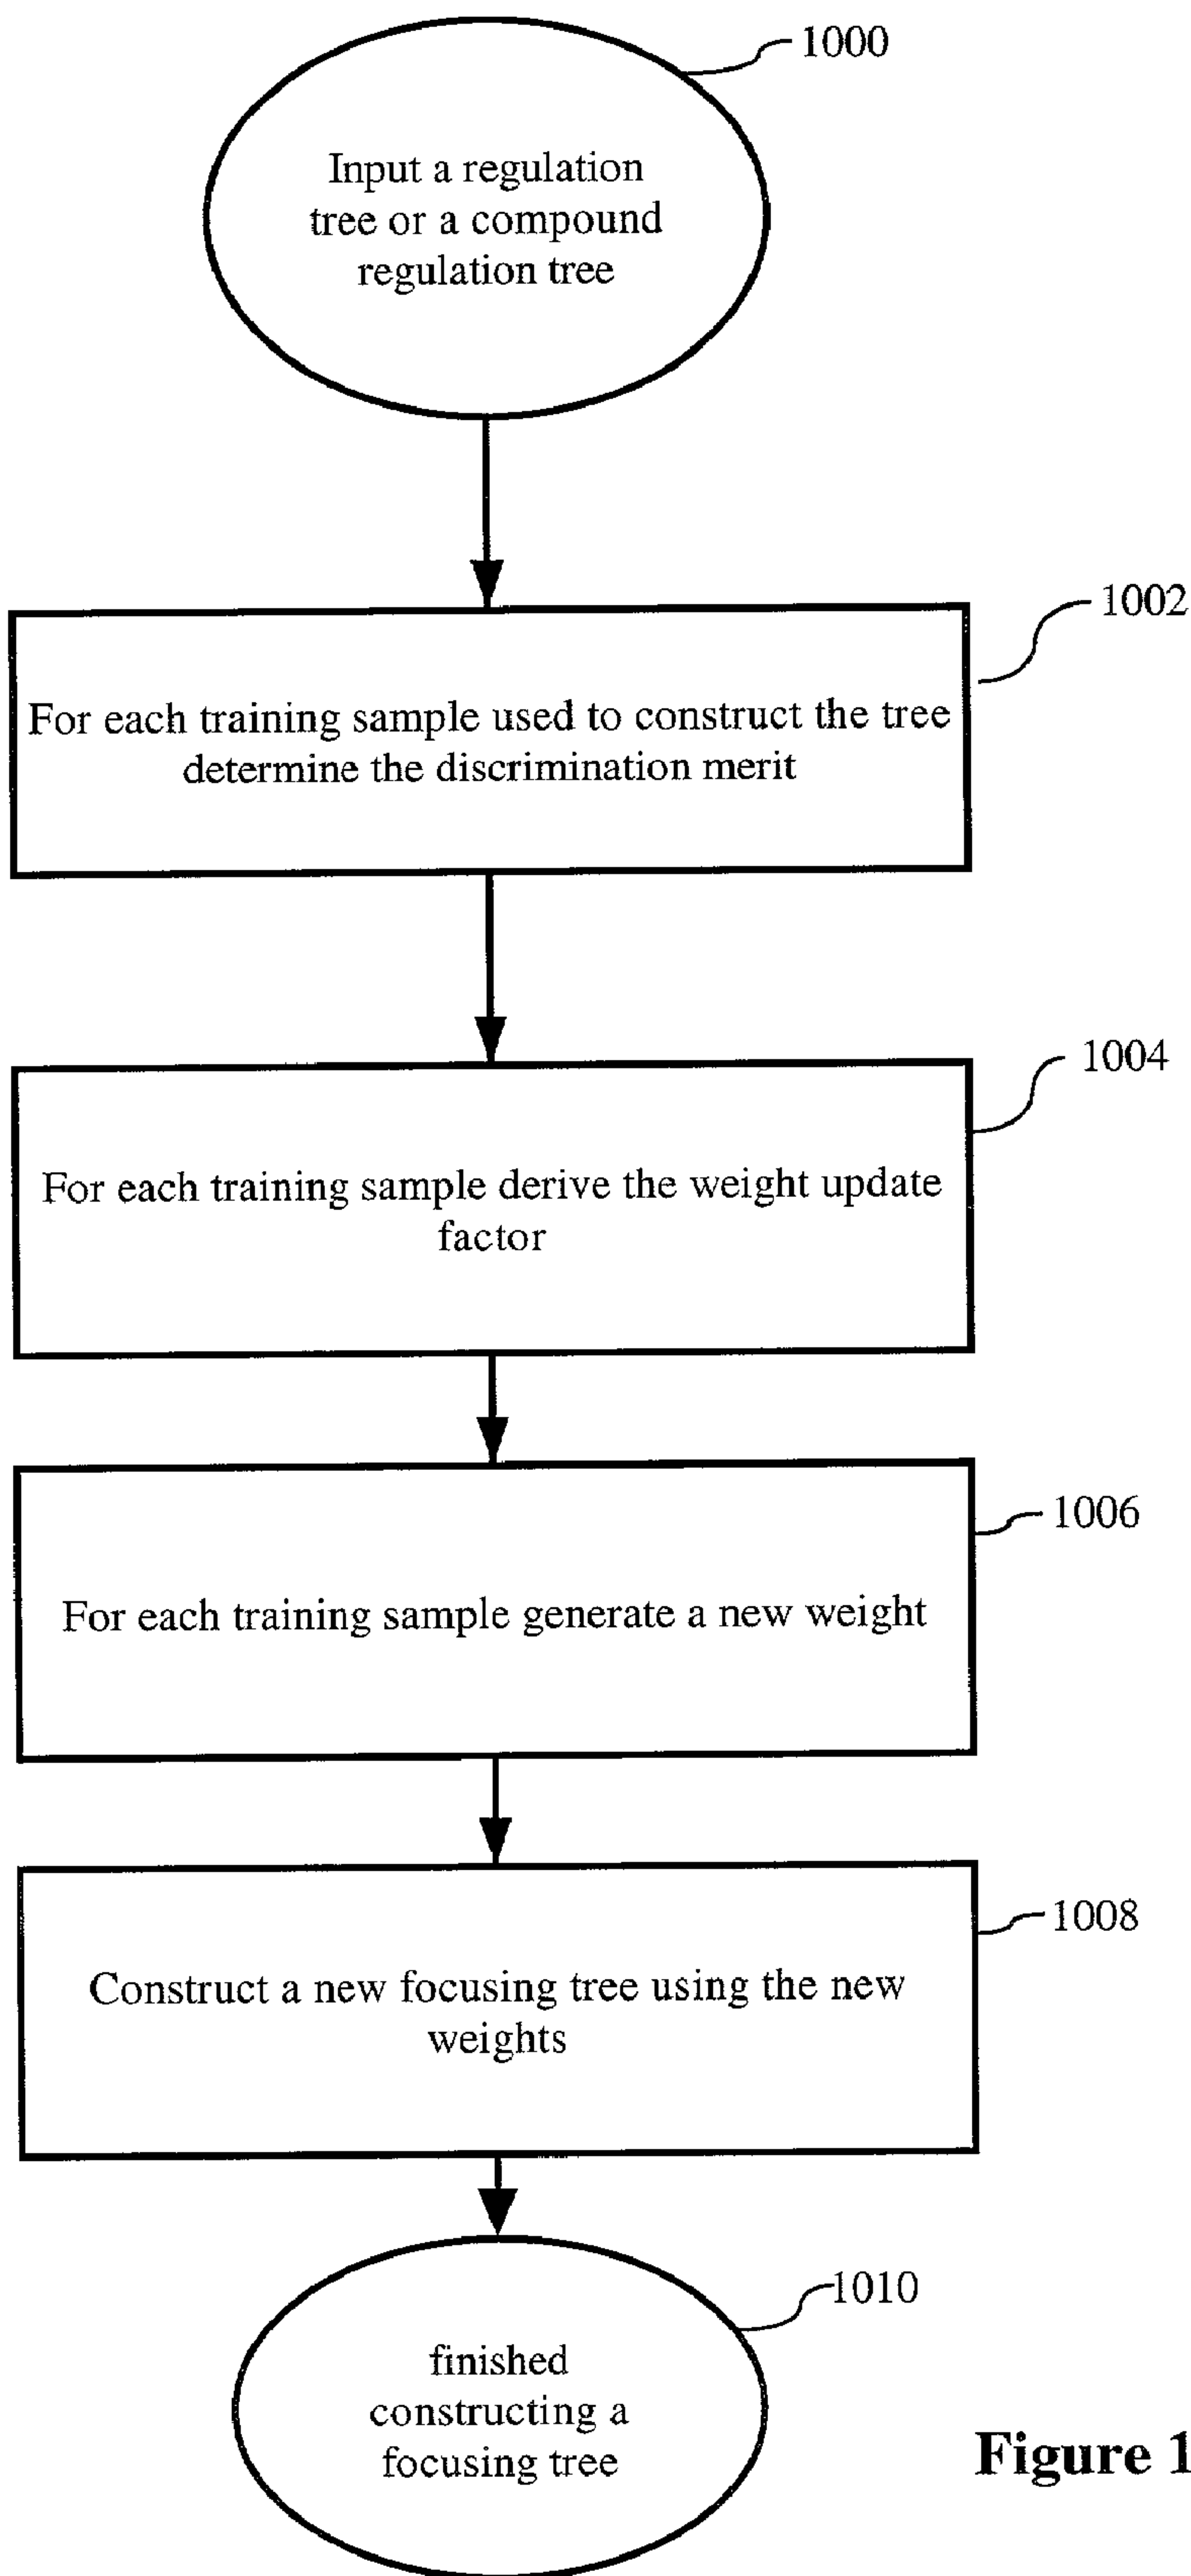 1000
Input a regulation
tree or a compound
regulation tree
1002
For each training sample used to construct the tree
determine the discrimination merit
1004
For each training sample derive the weight update
factor
1006
For each training sample generate a new weight
1008
Construct a new focusing tree using the new
weights
1010
finished
constructing a
focusing tree
Figure 1